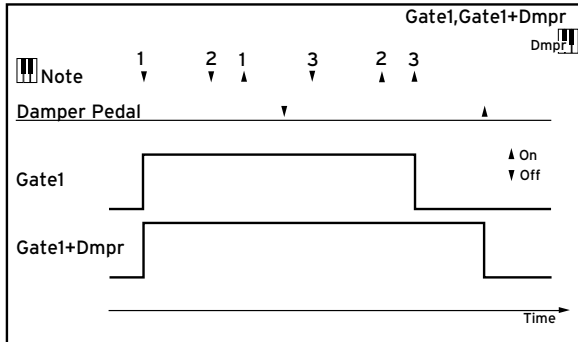 Gate1,Gate1+Dmpr
Dmpr
1 2 1 3 2 3
Note
Damper Pedal
On
Gate1
Off
Gate1+Dmpr
Time